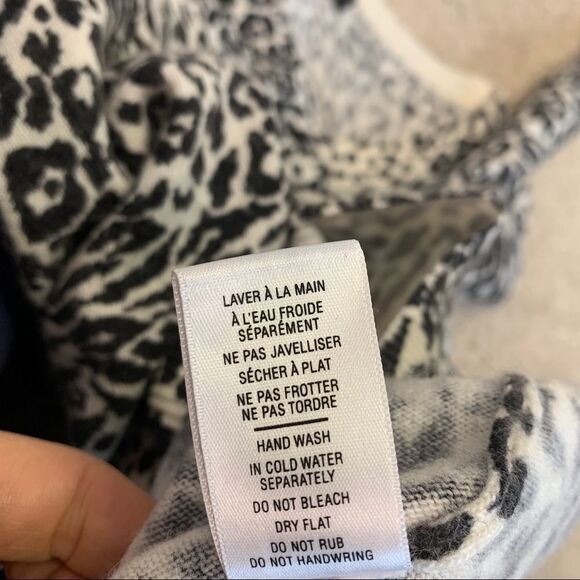 LAVER À LA MAIN
À L'EAU FROIDE
SÉPARÉMENT
NE PAS JAVELLISER
SÉCHER À PLAT
NE PAS FROTTER
NE PAS TORDRE
HAND WASH
IN COLD WATER
SEPARATELY
DO NOT BLEACH
DRY FLAT
DO NOT RUB
DO NOT HANDWRING